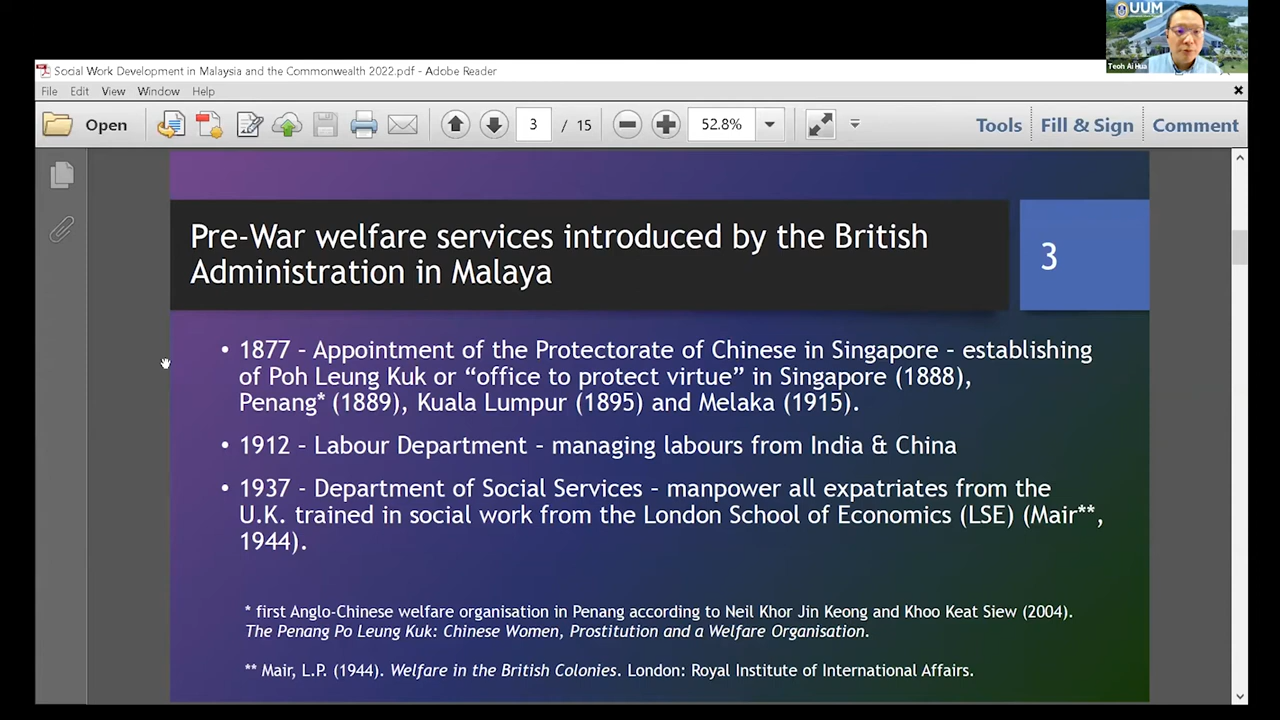 UUM
Teoh Ai Hua
Social Work Development in Malaysia and the Commonwealth 2022.pdf - Adobe Reader
File Edit View Window Help
Open 3 / 15 52.8% Tools Fill & Sign Comment
Pre-War welfare services introduced by the British
Administration in Malaya
3
• 1877 – Appointment of the Protectorate of Chinese in Singapore – establishing
of Poh Leung Kuk or “office to protect virtue” in Singapore (1888),
Penang* (1889), Kuala Lumpur (1895) and Melaka (1915).
• 1912 – Labour Department – managing labours from India & China
• 1937 - Department of Social Services – manpower all expatriates from the
U.K. trained in social work from the London School of Economics (LSE) (Mair**,
1944).
* first Anglo-Chinese welfare organisation in Penang according to Neil Khor Jin Keong and Khoo Keat Siew (2004).
The Penang Po Leung Kuk: Chinese Women, Prostitution and a Welfare Organisation.
** Mair, L.P. (1944). Welfare in the British Colonies. London: Royal Institute of International Affairs.